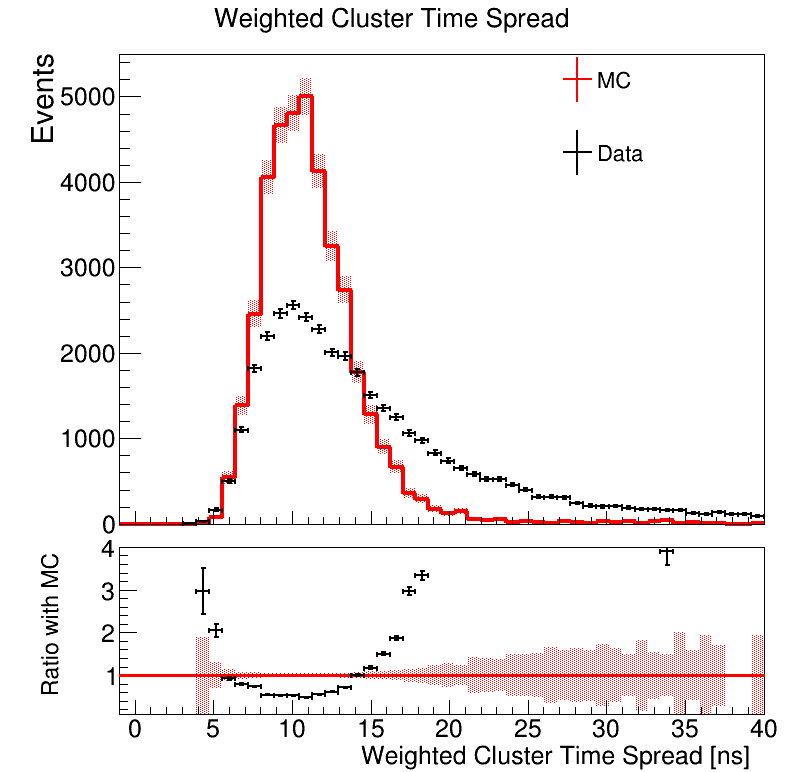 Weighted Cluster Time Spread
Events
5000
4000
3000
2000
1000
0
MC
Data
Ratio with MC
4
3
2
1
0 5 10 15 20 25 30 35 40
Weighted Cluster Time Spread [ns]